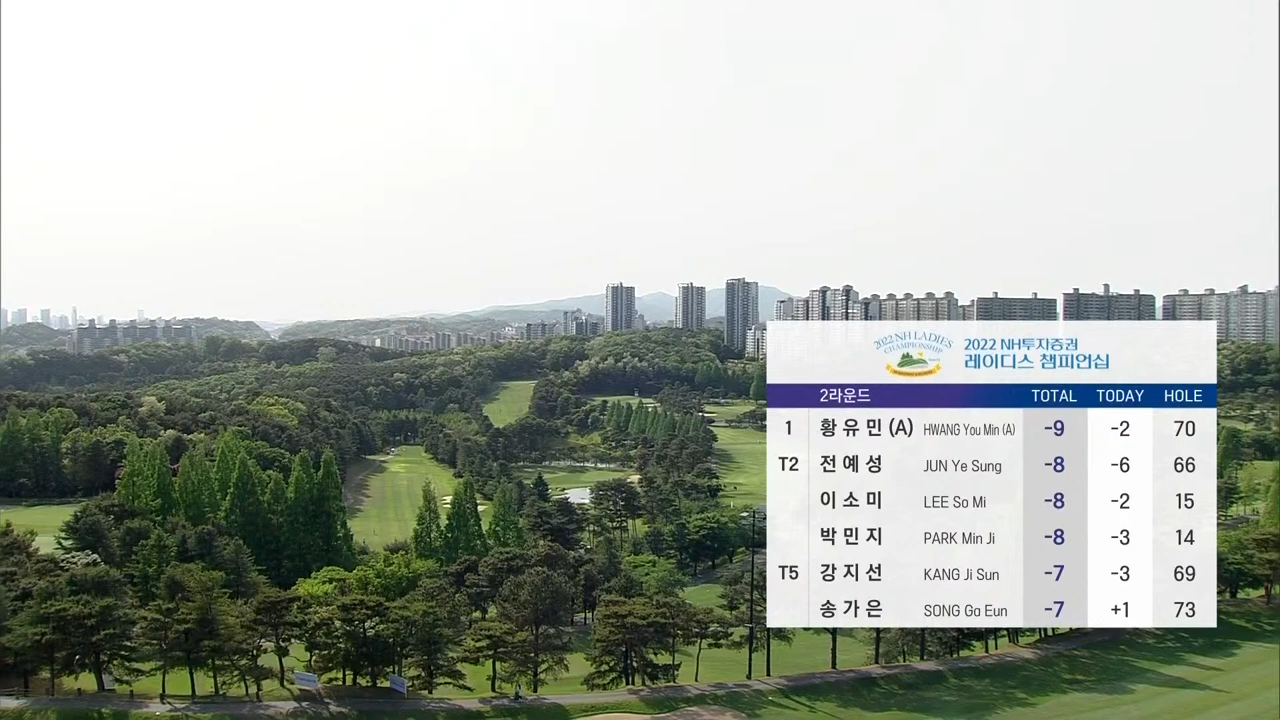 2022 NH LADIES
CHAMPIONSHIP
2022 NH투자증권
레이디스 챔피언십
2라운드 TOTAL TODAY HOLE
1 황유민(A) HWANG You Min (A) -9 -2 70
T2 전예성 JUN Ye Sung -8 -6 66
이소미 LEE So Mi -8 -2 15
박민지 PARK Min Ji -8 -3 14
T5 강지선 KANG Ji Sun -7 -3 69
송가은 SONG Ga Eun -7 +1 73